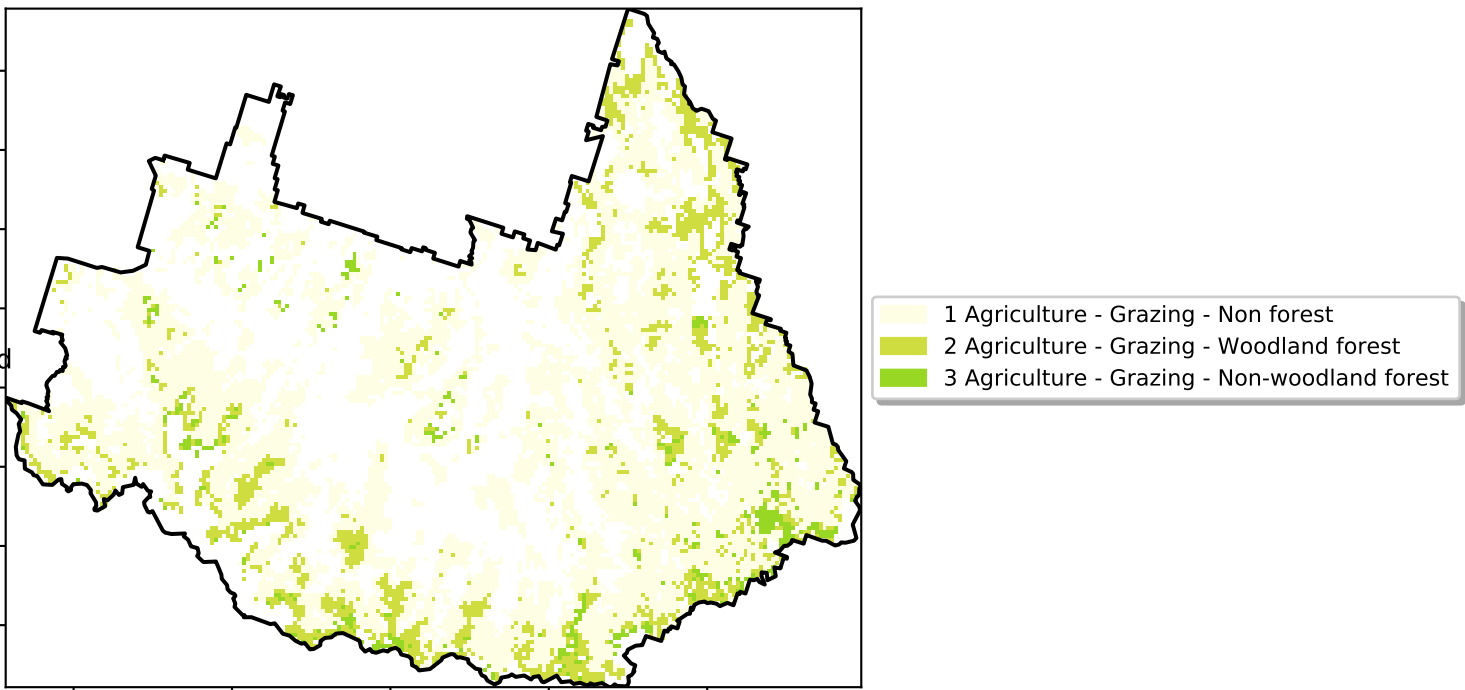 1 Agriculture - Grazing - Non forest
2 Agriculture - Grazing - Woodland forest
3 Agriculture - Grazing - Non-woodland forest